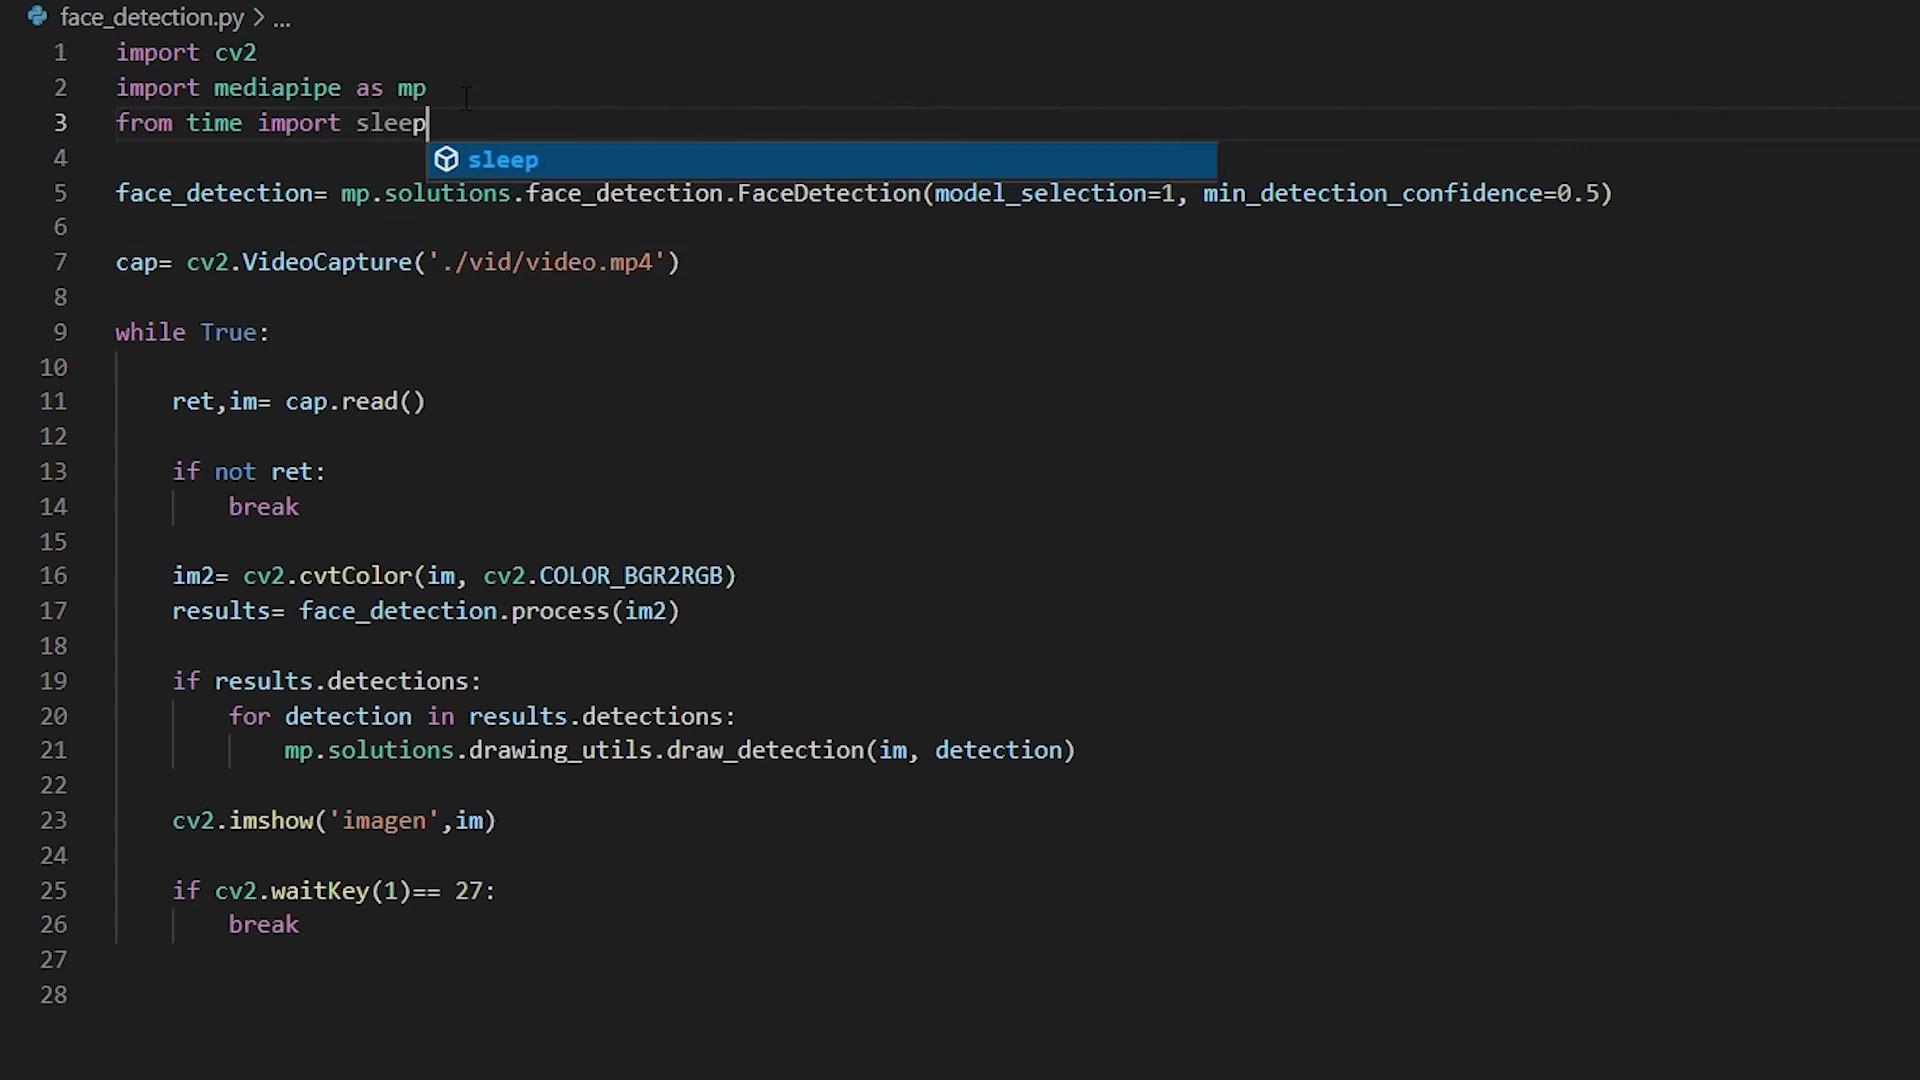 face_detection.py > ...
1 import cv2
2 import mediapipe as mp
3 from time import sleep
4 sleep
5 face_detection= mp.solutions.face_detection.FaceDetection(model_selection=1, min_detection_confidence=0.5)
6
7 cap= cv2.VideoCapture('./vid/video.mp4')
8
9 while True:
10
11 ret,im= cap.read()
12
13 if not ret:
14 break
15
16 im2= cv2.cvtColor(im, cv2.COLOR_BGR2RGB)
17 results= face_detection.process(im2)
18
19 if results.detections:
20 for detection in results.detections:
21 mp.solutions.drawing_utils.draw_detection(im, detection)
22
23 cv2.imshow('imagen',im)
24
25 if cv2.waitKey(1)== 27:
26 break
27
28